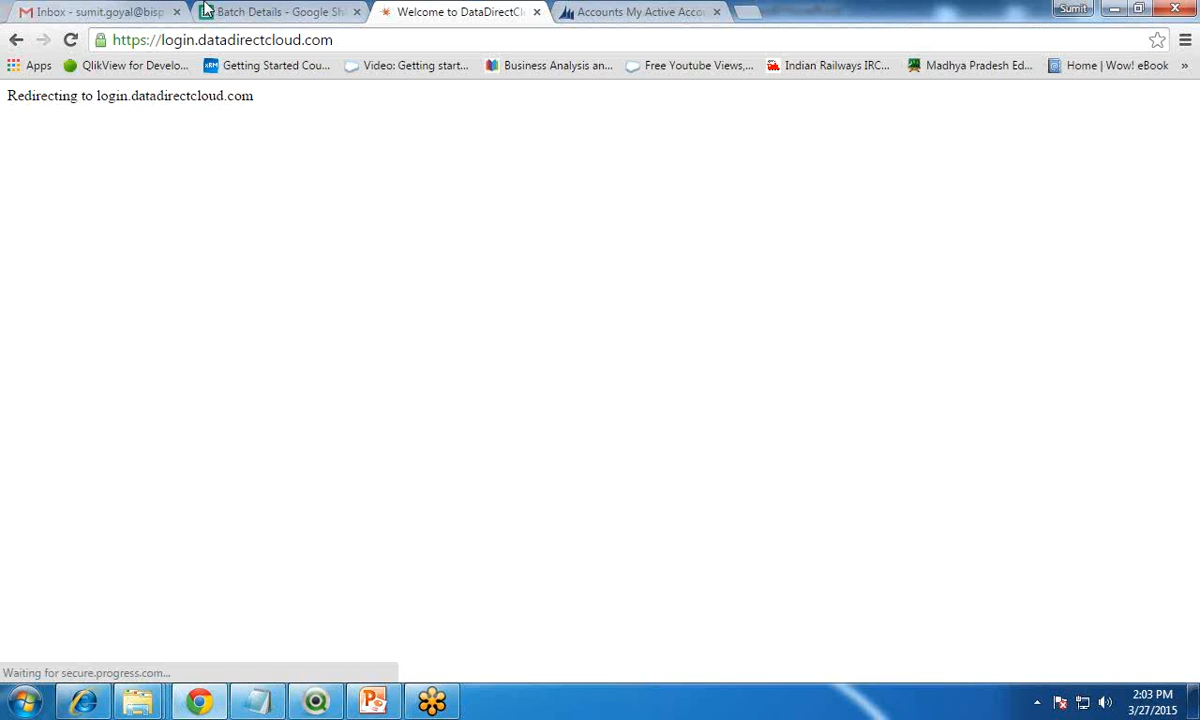 Inbox - sumit.goyal@bisp
Batch Details - Google Sh
Welcome to DataDirectCl
Accounts My Active Acco
Sumit
https://login.datadirectcloud.com
Apps
QlikView for Develo...
Getting Started Cou...
Video: Getting start...
Business Analysis an...
Free Youtube Views,...
Indian Railways IRC...
Madhya Pradesh Ed...
Home | Wow! eBook
»
Redirecting to login.datadirectcloud.com
Waiting for secure.progress.com...
2:03 PM
3/27/2015